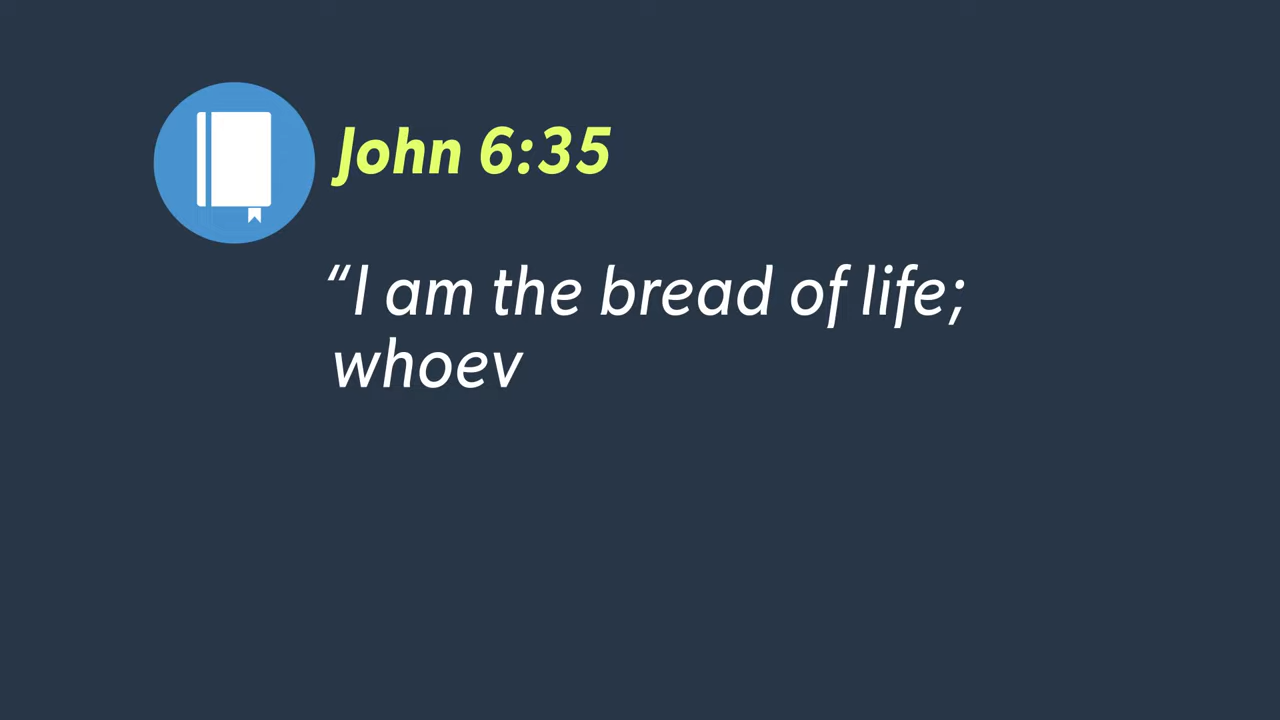 John 6:35
“I am the bread of life;
whoev